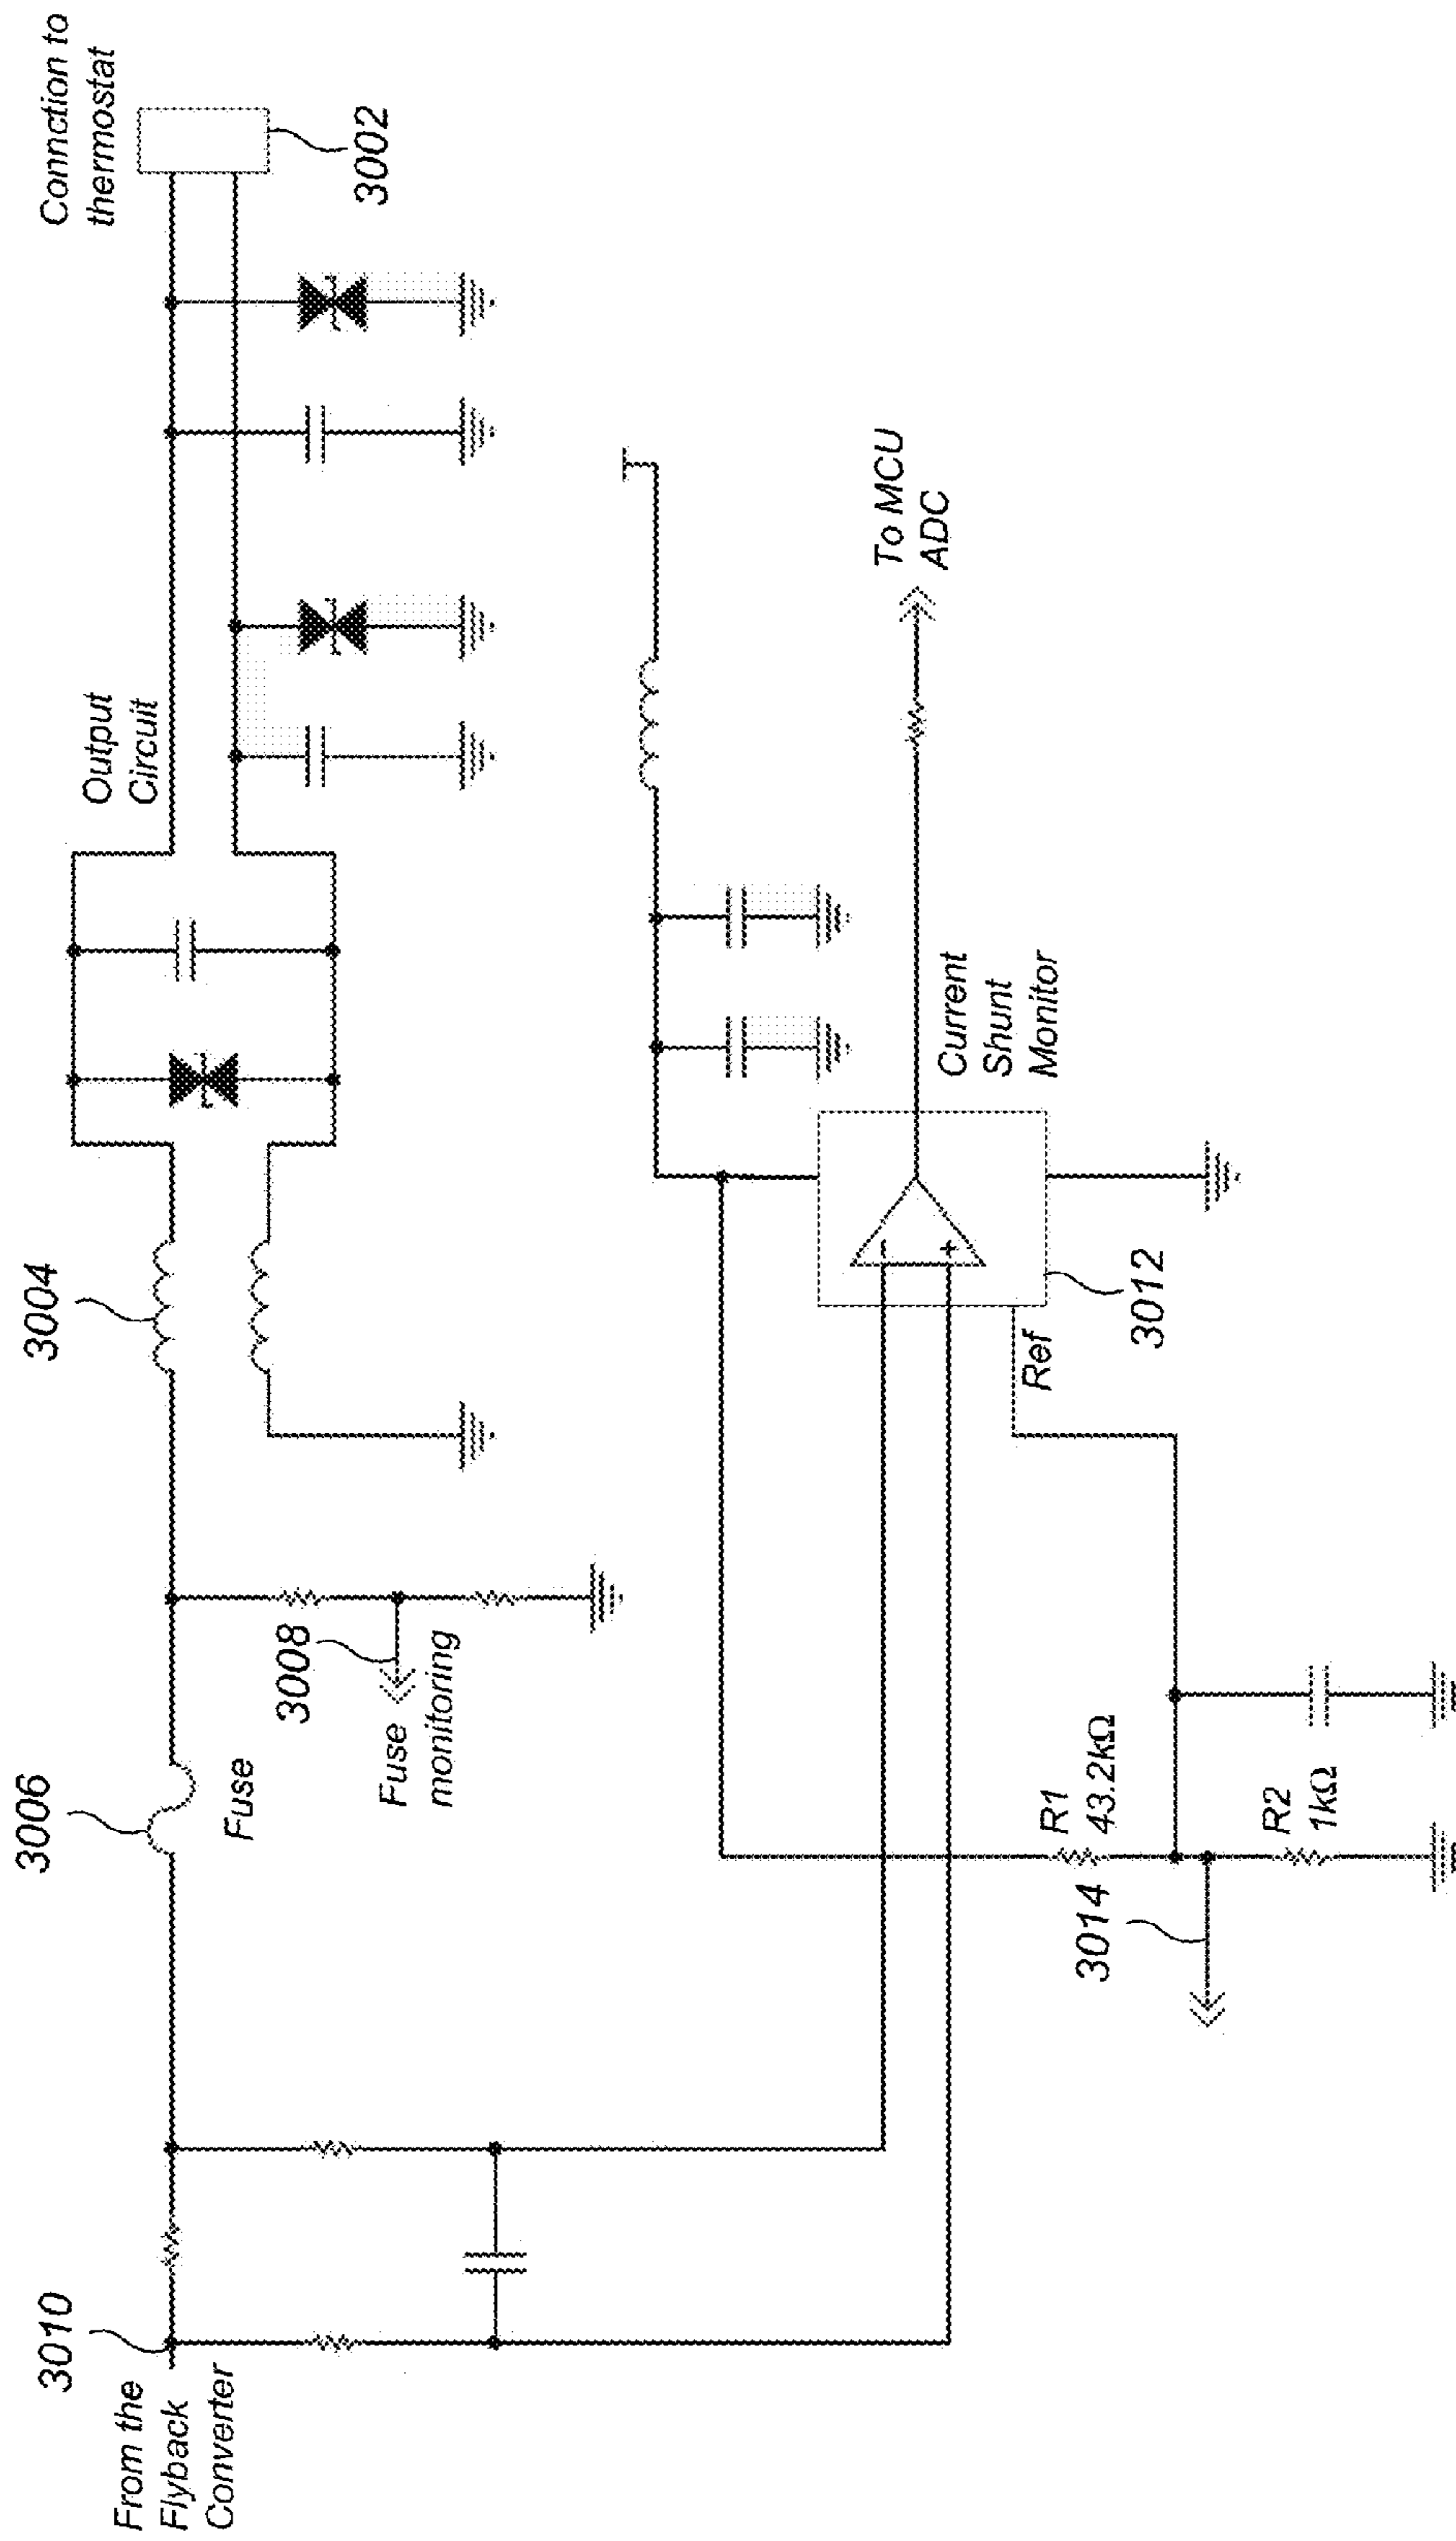 From the
Flyback
Converter
3010
3006
Fuse
3008
Fuse
monitoring
3004
Output
Circuit
Connction to
thermostat
3002
3014
R1
43.2kΩ
R2
1kΩ
Ref
3012
-
+
Current
Shunt
Monitor
To MCU
ADC